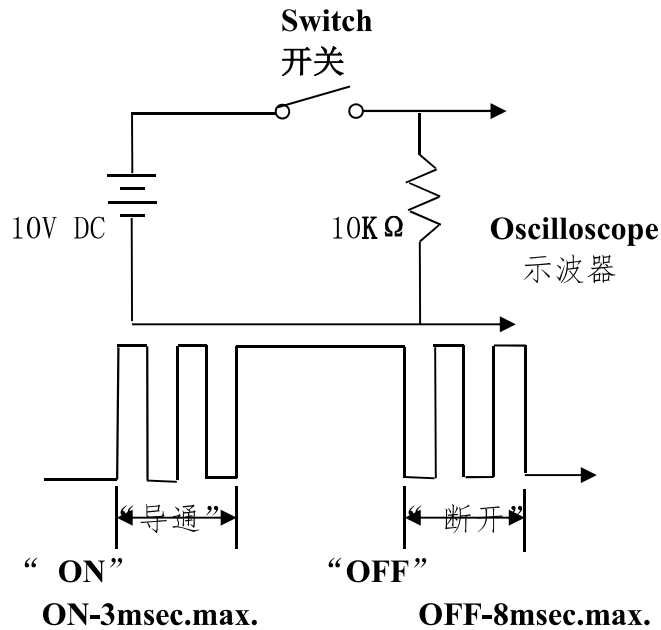 Switch
开关
10V DC
10KΩ
Oscilloscope
示波器
“导通”
“断开”
“ ON”
“OFF”
ON-3msec.max.
OFF-8msec.max.